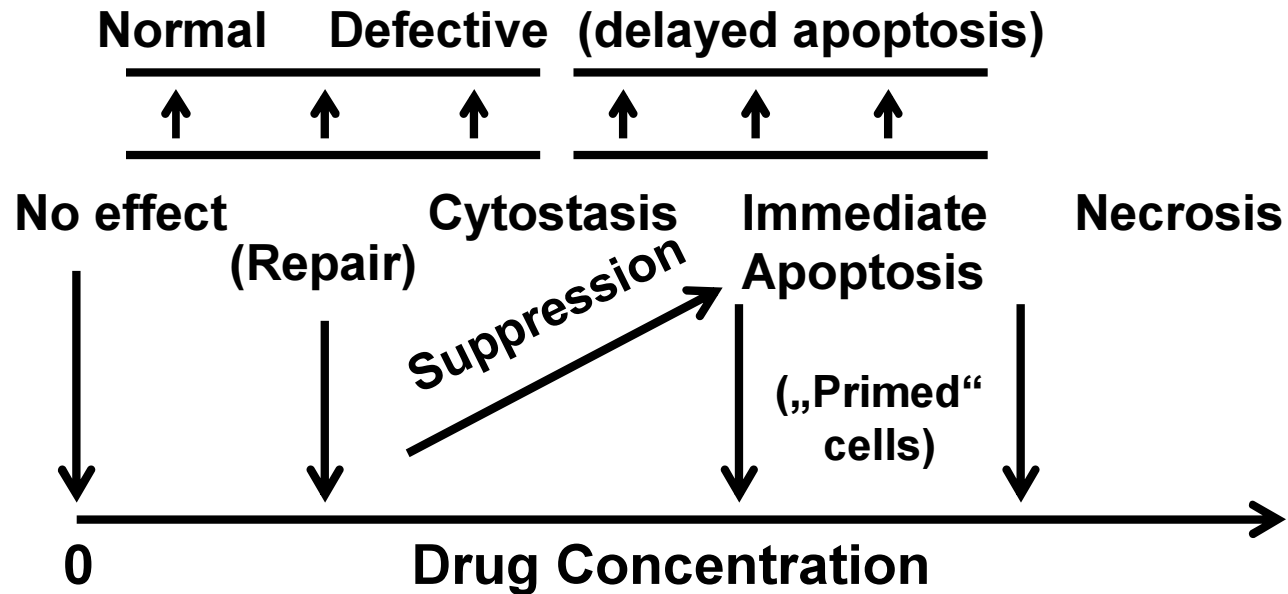 Normal Defective (delayed apoptosis)
No effect
(Repair)
Cytostasis
Immediate
Apoptosis
Necrosis
Suppression
(„Primed“
cells)
0
Drug Concentration